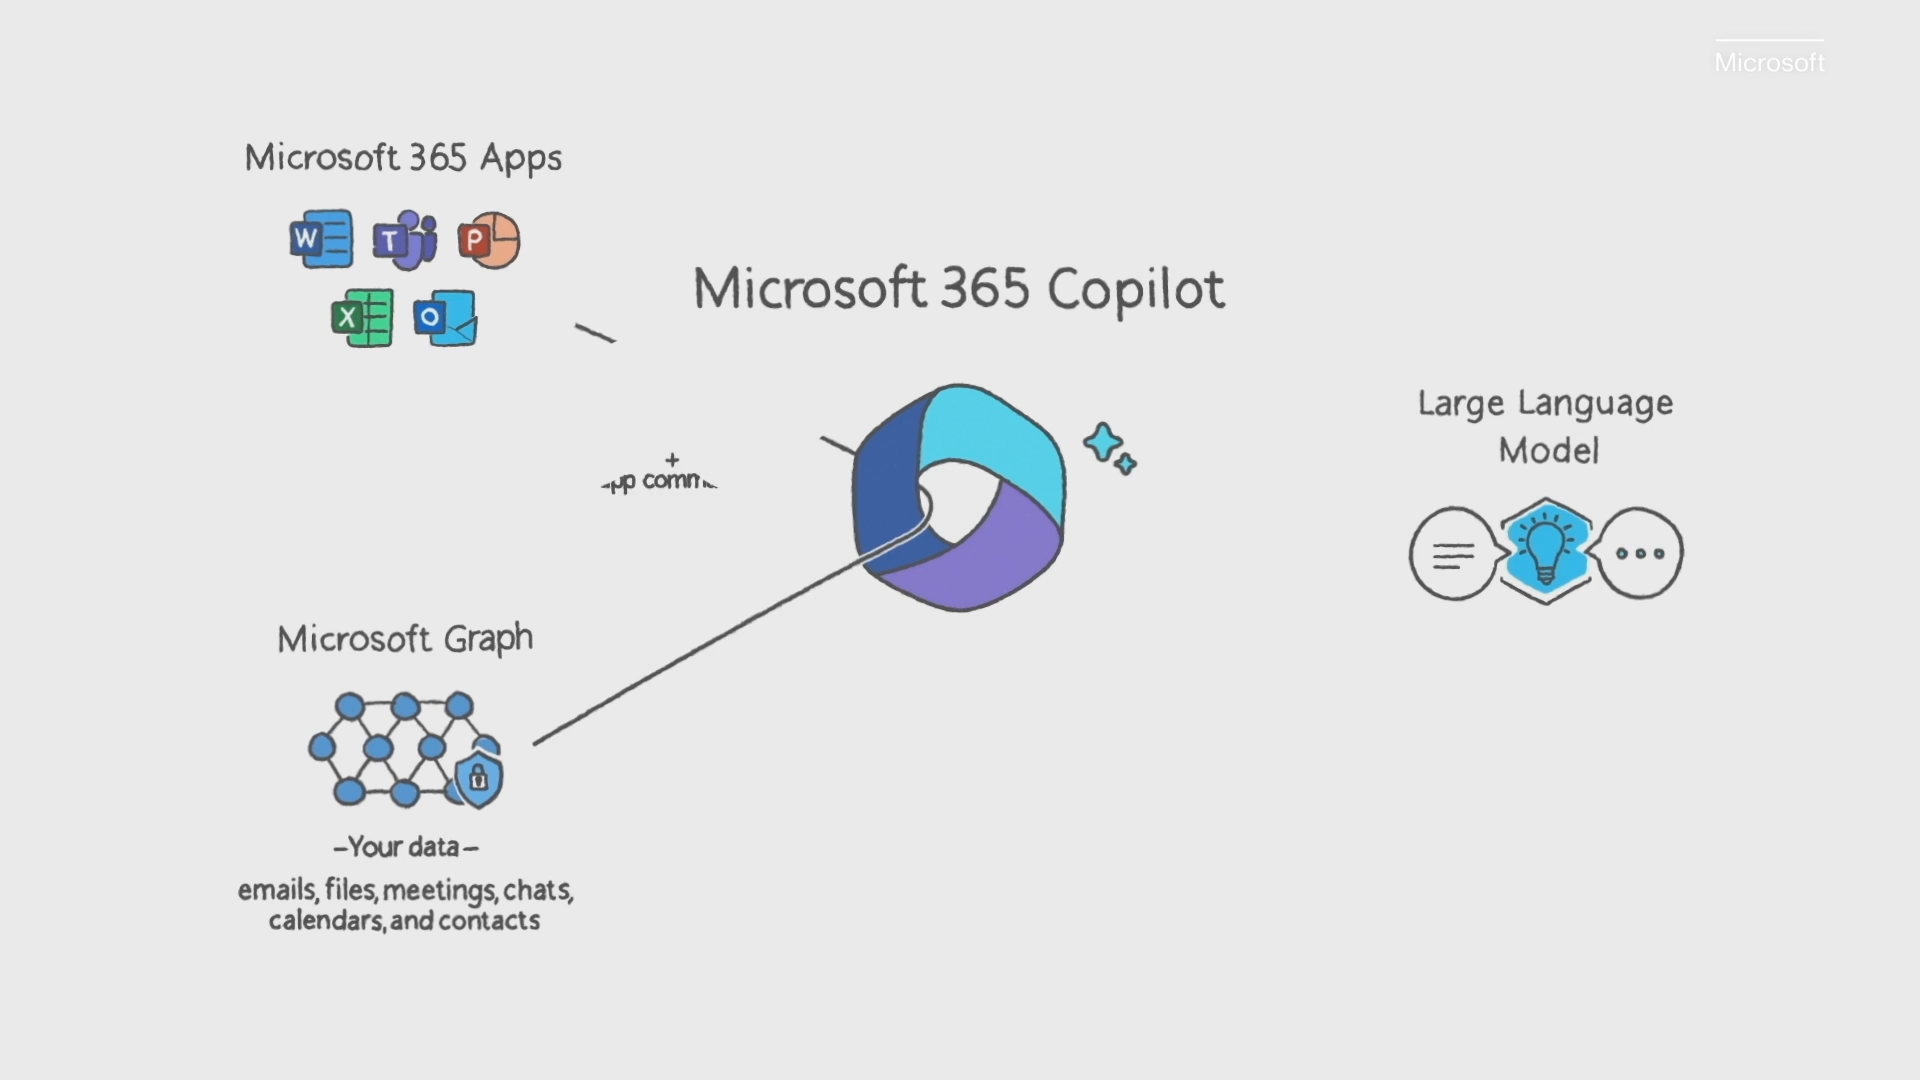 Microsoft
Microsoft 365 Apps
W
T
P
X
O
Microsoft 365 Copilot
+
Large Language
Model
Microsoft Graph
-Your data-
emails, files, meetings, chats,
calendars, and contacts